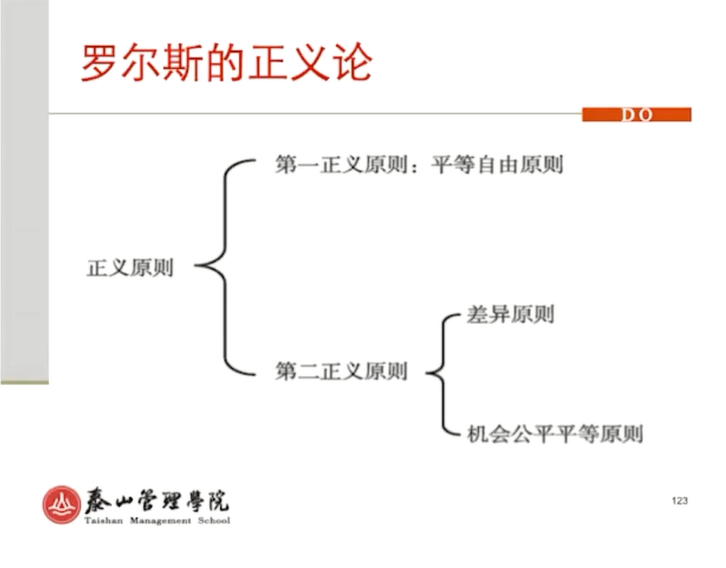 罗尔斯的正义论
DO
第一正义原则：平等自由原则
正义原则
差异原则
第二正义原则
机会公平平等原则
泰山管理學院
Taishan Management School
123